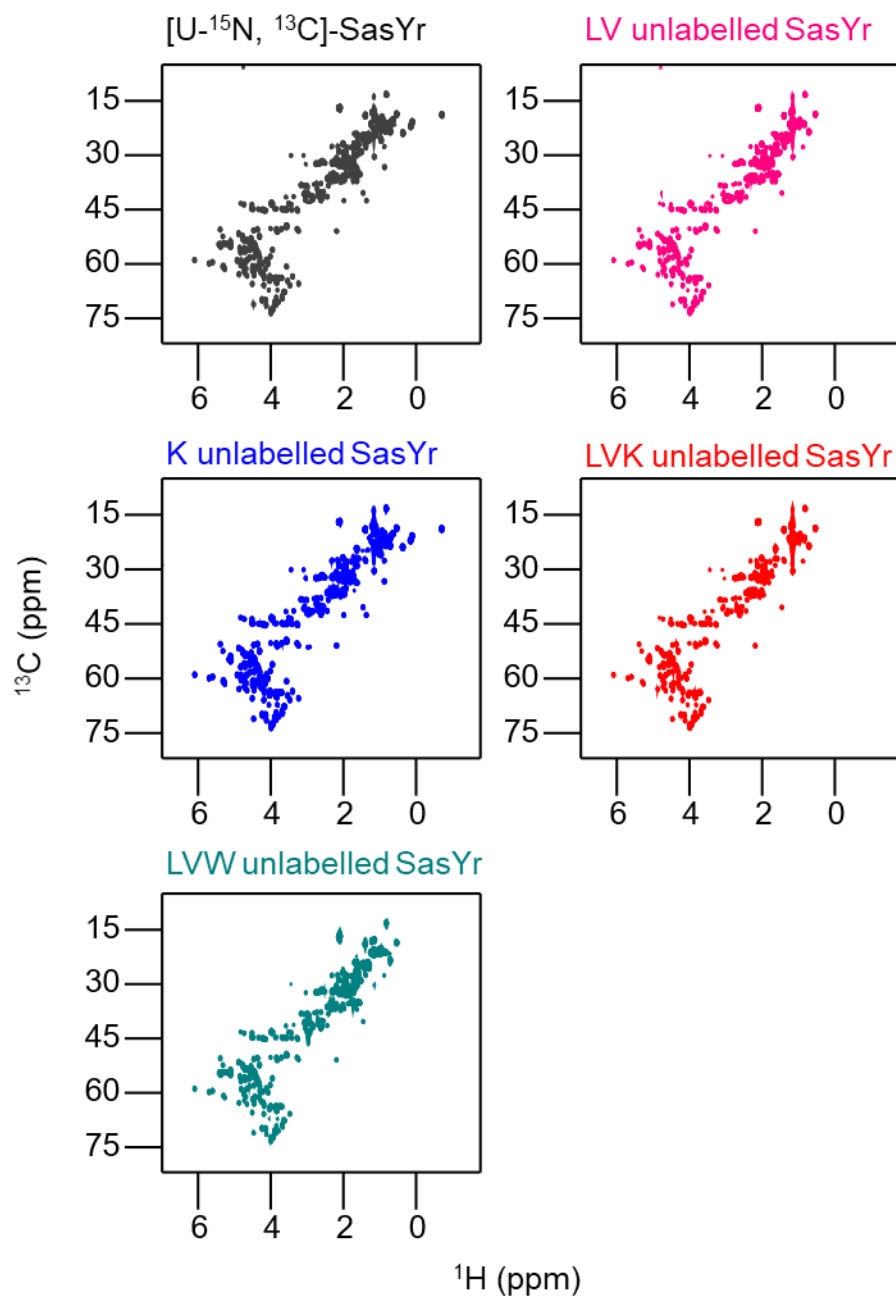 [U-¹⁵N, ¹³C]-SasYr
LV unlabelled SasYr
15
30
45
60
75
6 4 2 0
15
30
45
60
75
6 4 2 0
K unlabelled SasYr
LVK unlabelled SasYr
15
30
45
60
75
6 4 2 0
15
30
45
60
75
6 4 2 0
LVW unlabelled SasYr
15
30
45
60
75
6 4 2 0
¹³C (ppm)
¹H (ppm)